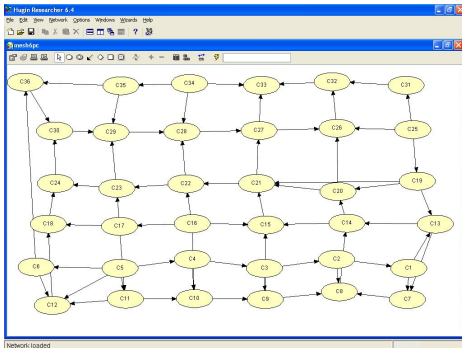 Hugin Researcher 6.4
File Edit View Network Options Windows Wizards Help
mesh6pc
C36 C35 C34 C33 C32 C31
C30 C29 C28 C27 C26 C25
C24 C23 C22 C21 C20 C19
C18 C17 C16 C15 C14 C13
C6 C5 C4 C3 C2 C1
C12 C11 C10 C9 C8 C7
Network loaded